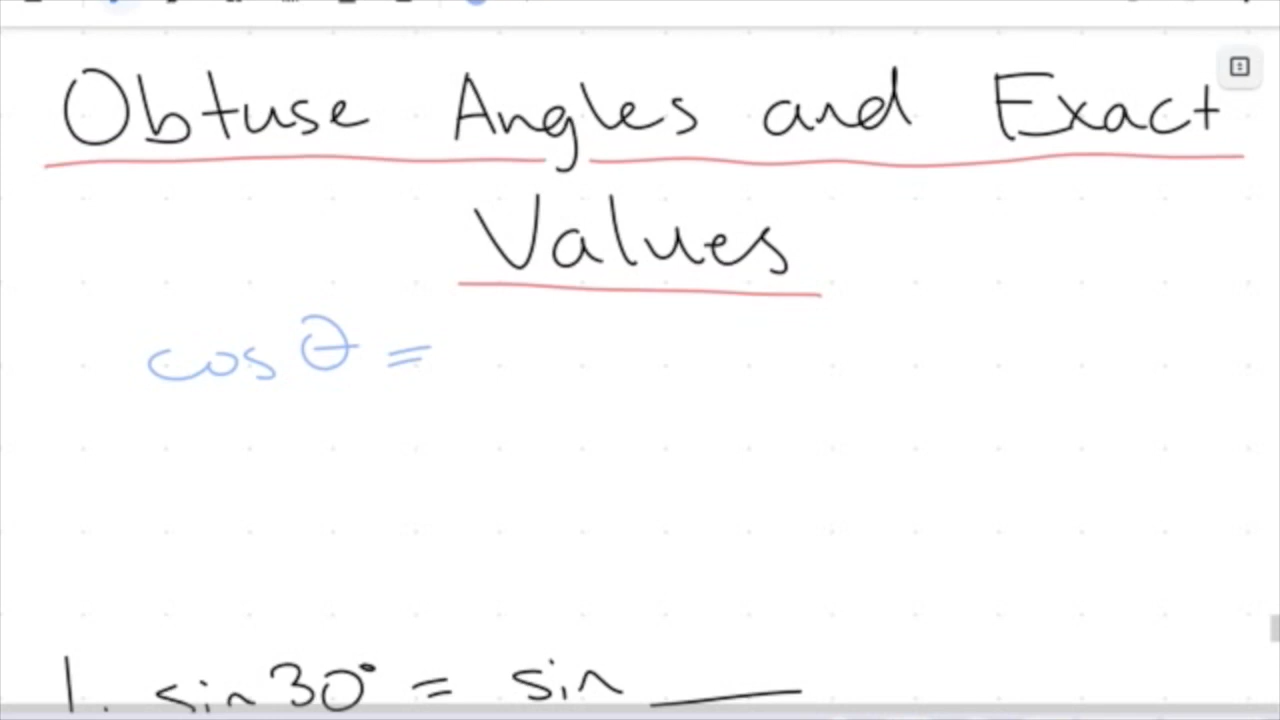 Obtuse Angles and Exact
Values
cos θ =
1. sin 30° = sin ___